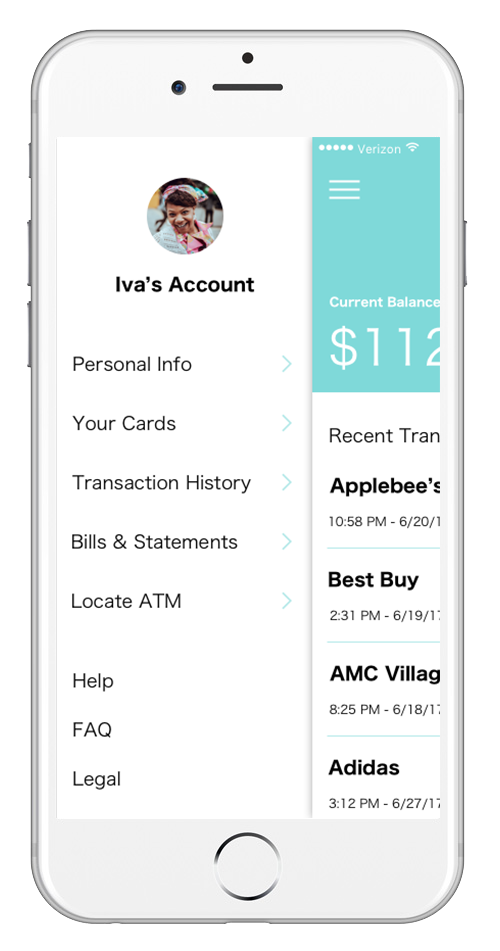 Iva’s Account
Personal Info
Your Cards
Transaction History
Bills & Statements
Locate ATM
Help
FAQ
Legal
Verizon
Current Balance
$112
Recent Tran
Applebee’s
10:58 PM - 6/20/1
Best Buy
2:31 PM - 6/19/17
AMC Villag
8:25 PM - 6/18/17
Adidas
3:12 PM - 6/27/17